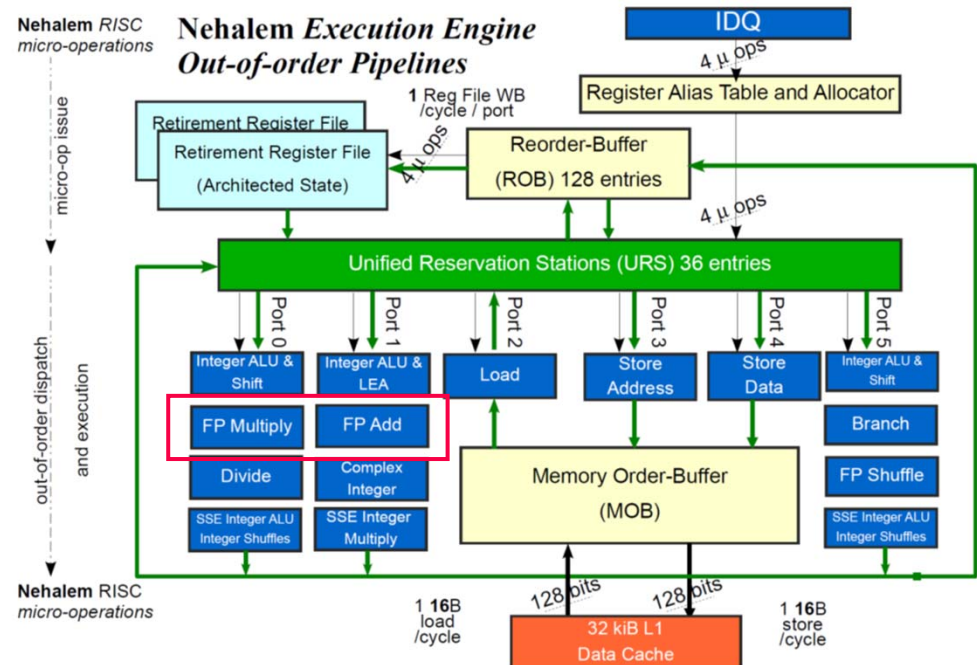 Nehalem RISC
micro-operations
Nehalem Execution Engine
Out-of-order Pipelines
IDQ
4 μ ops
Register Alias Table and Allocator
1 Reg File WB
/cycle / port
micro-op issue
Retirement Register File
Retirement Register File
(Architected State)
4 μ ops
Reorder-Buffer
(ROB) 128 entries
4 μ ops
Unified Reservation Stations (URS) 36 entries
Port 0
Port 1
Port 2
Port 3
Port 4
Port 5
out-of-order dispatch
and execution
Integer ALU &
Shift
FP Multiply
Divide
SSE Integer ALU
Integer Shuffles
Integer ALU &
LEA
FP Add
Complex
Integer
SSE Integer
Multiply
Load
Store
Address
Store
Data
Integer ALU &
Shift
Branch
FP Shuffle
SSE Integer ALU
Integer Shuffles
Memory Order-Buffer
(MOB)
Nehalem RISC
micro-operations
1 16B
load
/cycle
128 bits
128 bits
1 16B
store
/cycle
32 kiB L1
Data Cache